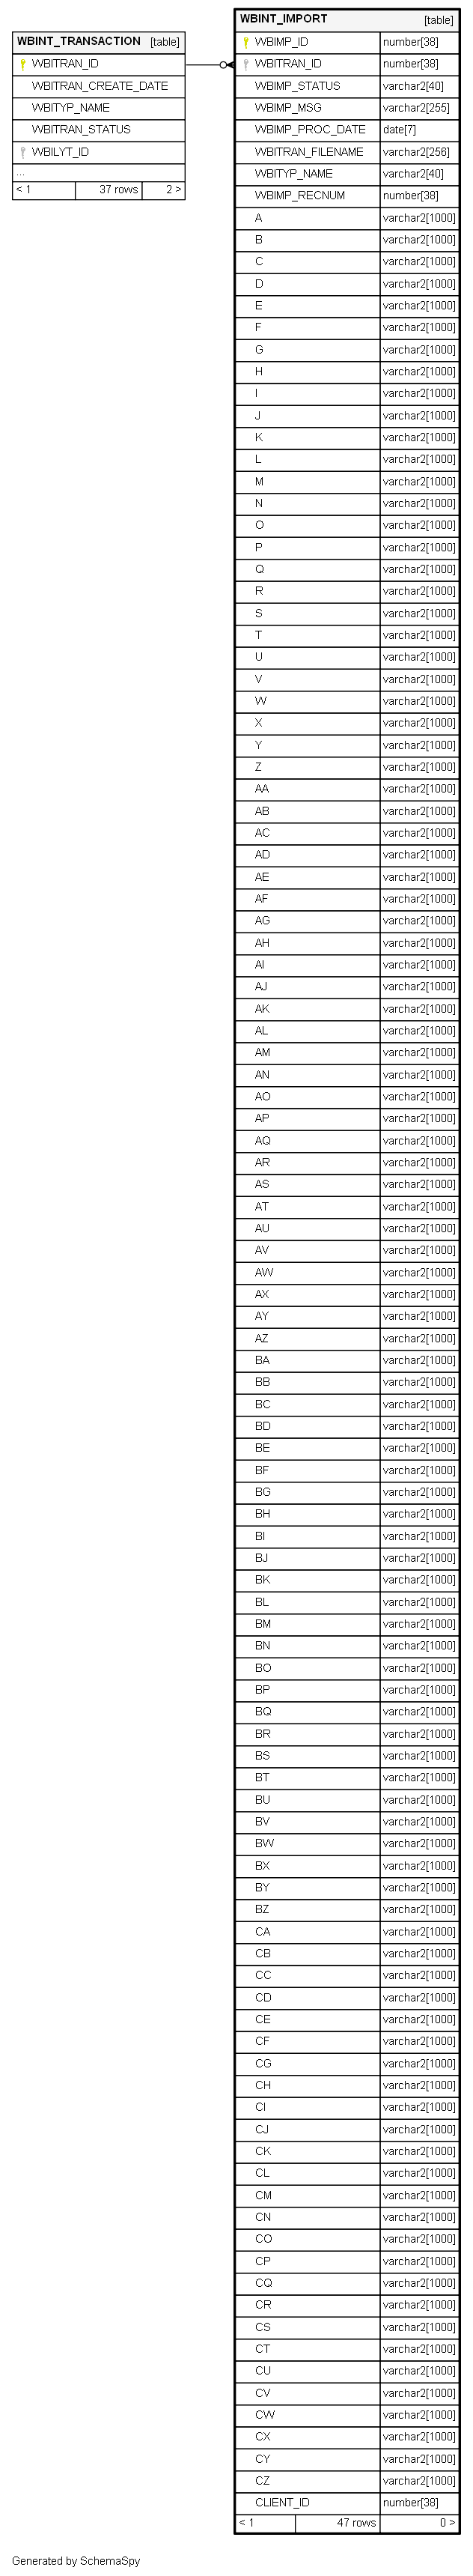 WBINT_TRANSACTION [table]
WBITRAN_ID
WBITRAN_CREATE_DATE
WBITYP_NAME
WBITRAN_STATUS
WBILYT_ID
...
< 1 37 rows 2 >
WBINT_IMPORT [table]
WBIMP_ID number[38]
WBITRAN_ID number[38]
WBIMP_STATUS varchar2[40]
WBIMP_MSG varchar2[255]
WBIMP_PROC_DATE date[7]
WBITRAN_FILENAME varchar2[256]
WBITYP_NAME varchar2[40]
WBIMP_RECNUM number[38]
A varchar2[1000]
B varchar2[1000]
C varchar2[1000]
D varchar2[1000]
E varchar2[1000]
F varchar2[1000]
G varchar2[1000]
H varchar2[1000]
I varchar2[1000]
J varchar2[1000]
K varchar2[1000]
L varchar2[1000]
M varchar2[1000]
N varchar2[1000]
O varchar2[1000]
P varchar2[1000]
Q varchar2[1000]
R varchar2[1000]
S varchar2[1000]
T varchar2[1000]
U varchar2[1000]
V varchar2[1000]
W varchar2[1000]
X varchar2[1000]
Y varchar2[1000]
Z varchar2[1000]
AA varchar2[1000]
AB varchar2[1000]
AC varchar2[1000]
AD varchar2[1000]
AE varchar2[1000]
AF varchar2[1000]
AG varchar2[1000]
AH varchar2[1000]
AI varchar2[1000]
AJ varchar2[1000]
AK varchar2[1000]
AL varchar2[1000]
AM varchar2[1000]
AN varchar2[1000]
AO varchar2[1000]
AP varchar2[1000]
AQ varchar2[1000]
AR varchar2[1000]
AS varchar2[1000]
AT varchar2[1000]
AU varchar2[1000]
AV varchar2[1000]
AW varchar2[1000]
AX varchar2[1000]
AY varchar2[1000]
AZ varchar2[1000]
BA varchar2[1000]
BB varchar2[1000]
BC varchar2[1000]
BD varchar2[1000]
BE varchar2[1000]
BF varchar2[1000]
BG varchar2[1000]
BH varchar2[1000]
BI varchar2[1000]
BJ varchar2[1000]
BK varchar2[1000]
BL varchar2[1000]
BM varchar2[1000]
BN varchar2[1000]
BO varchar2[1000]
BP varchar2[1000]
BQ varchar2[1000]
BR varchar2[1000]
BS varchar2[1000]
BT varchar2[1000]
BU varchar2[1000]
BV varchar2[1000]
BW varchar2[1000]
BX varchar2[1000]
BY varchar2[1000]
BZ varchar2[1000]
CA varchar2[1000]
CB varchar2[1000]
CC varchar2[1000]
CD varchar2[1000]
CE varchar2[1000]
CF varchar2[1000]
CG varchar2[1000]
CH varchar2[1000]
CI varchar2[1000]
CJ varchar2[1000]
CK varchar2[1000]
CL varchar2[1000]
CM varchar2[1000]
CN varchar2[1000]
CO varchar2[1000]
CP varchar2[1000]
CQ varchar2[1000]
CR varchar2[1000]
CS varchar2[1000]
CT varchar2[1000]
CU varchar2[1000]
CV varchar2[1000]
CW varchar2[1000]
CX varchar2[1000]
CY varchar2[1000]
CZ varchar2[1000]
CLIENT_ID number[38]
< 1 47 rows 0 >
Generated by SchemaSpy